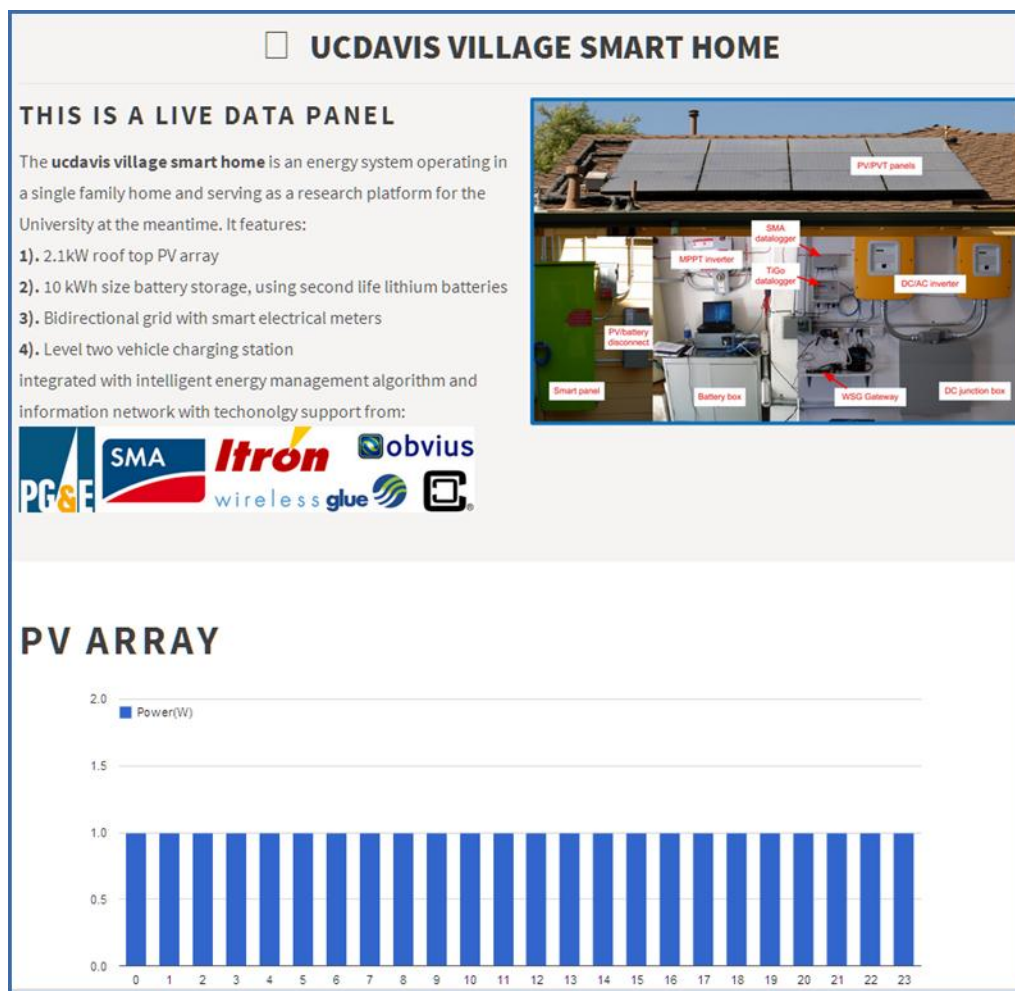 UCDAVIS VILLAGE SMART HOME
THIS IS A LIVE DATA PANEL
The ucdavis village smart home is an energy system operating in
a single family home and serving as a research platform for the
University at the meantime. It features:
1). 2.1kW roof top PV array
2). 10 kWh size battery storage, using second life lithium batteries
3). Bidirectional grid with smart electrical meters
4). Level two vehicle charging station
integrated with intelligent energy management algorithm and
information network with techonolgy support from:
PG&E
SMA
Itron
obvius
wireless glue
PV/PVT panels
SMA
datalogger
MPPT inverter
TiGo
datalogger
DC/AC inverter
PV/battery
disconnect
Smart panel
Battery box
WSG Gateway
DC junction box
PV ARRAY
2.0
Power(W)
1.5
1.0
0.5
0.0
0 1 2 3 4 5 6 7 8 9 10 11 12 13 14 15 16 17 18 19 20 21 22 23